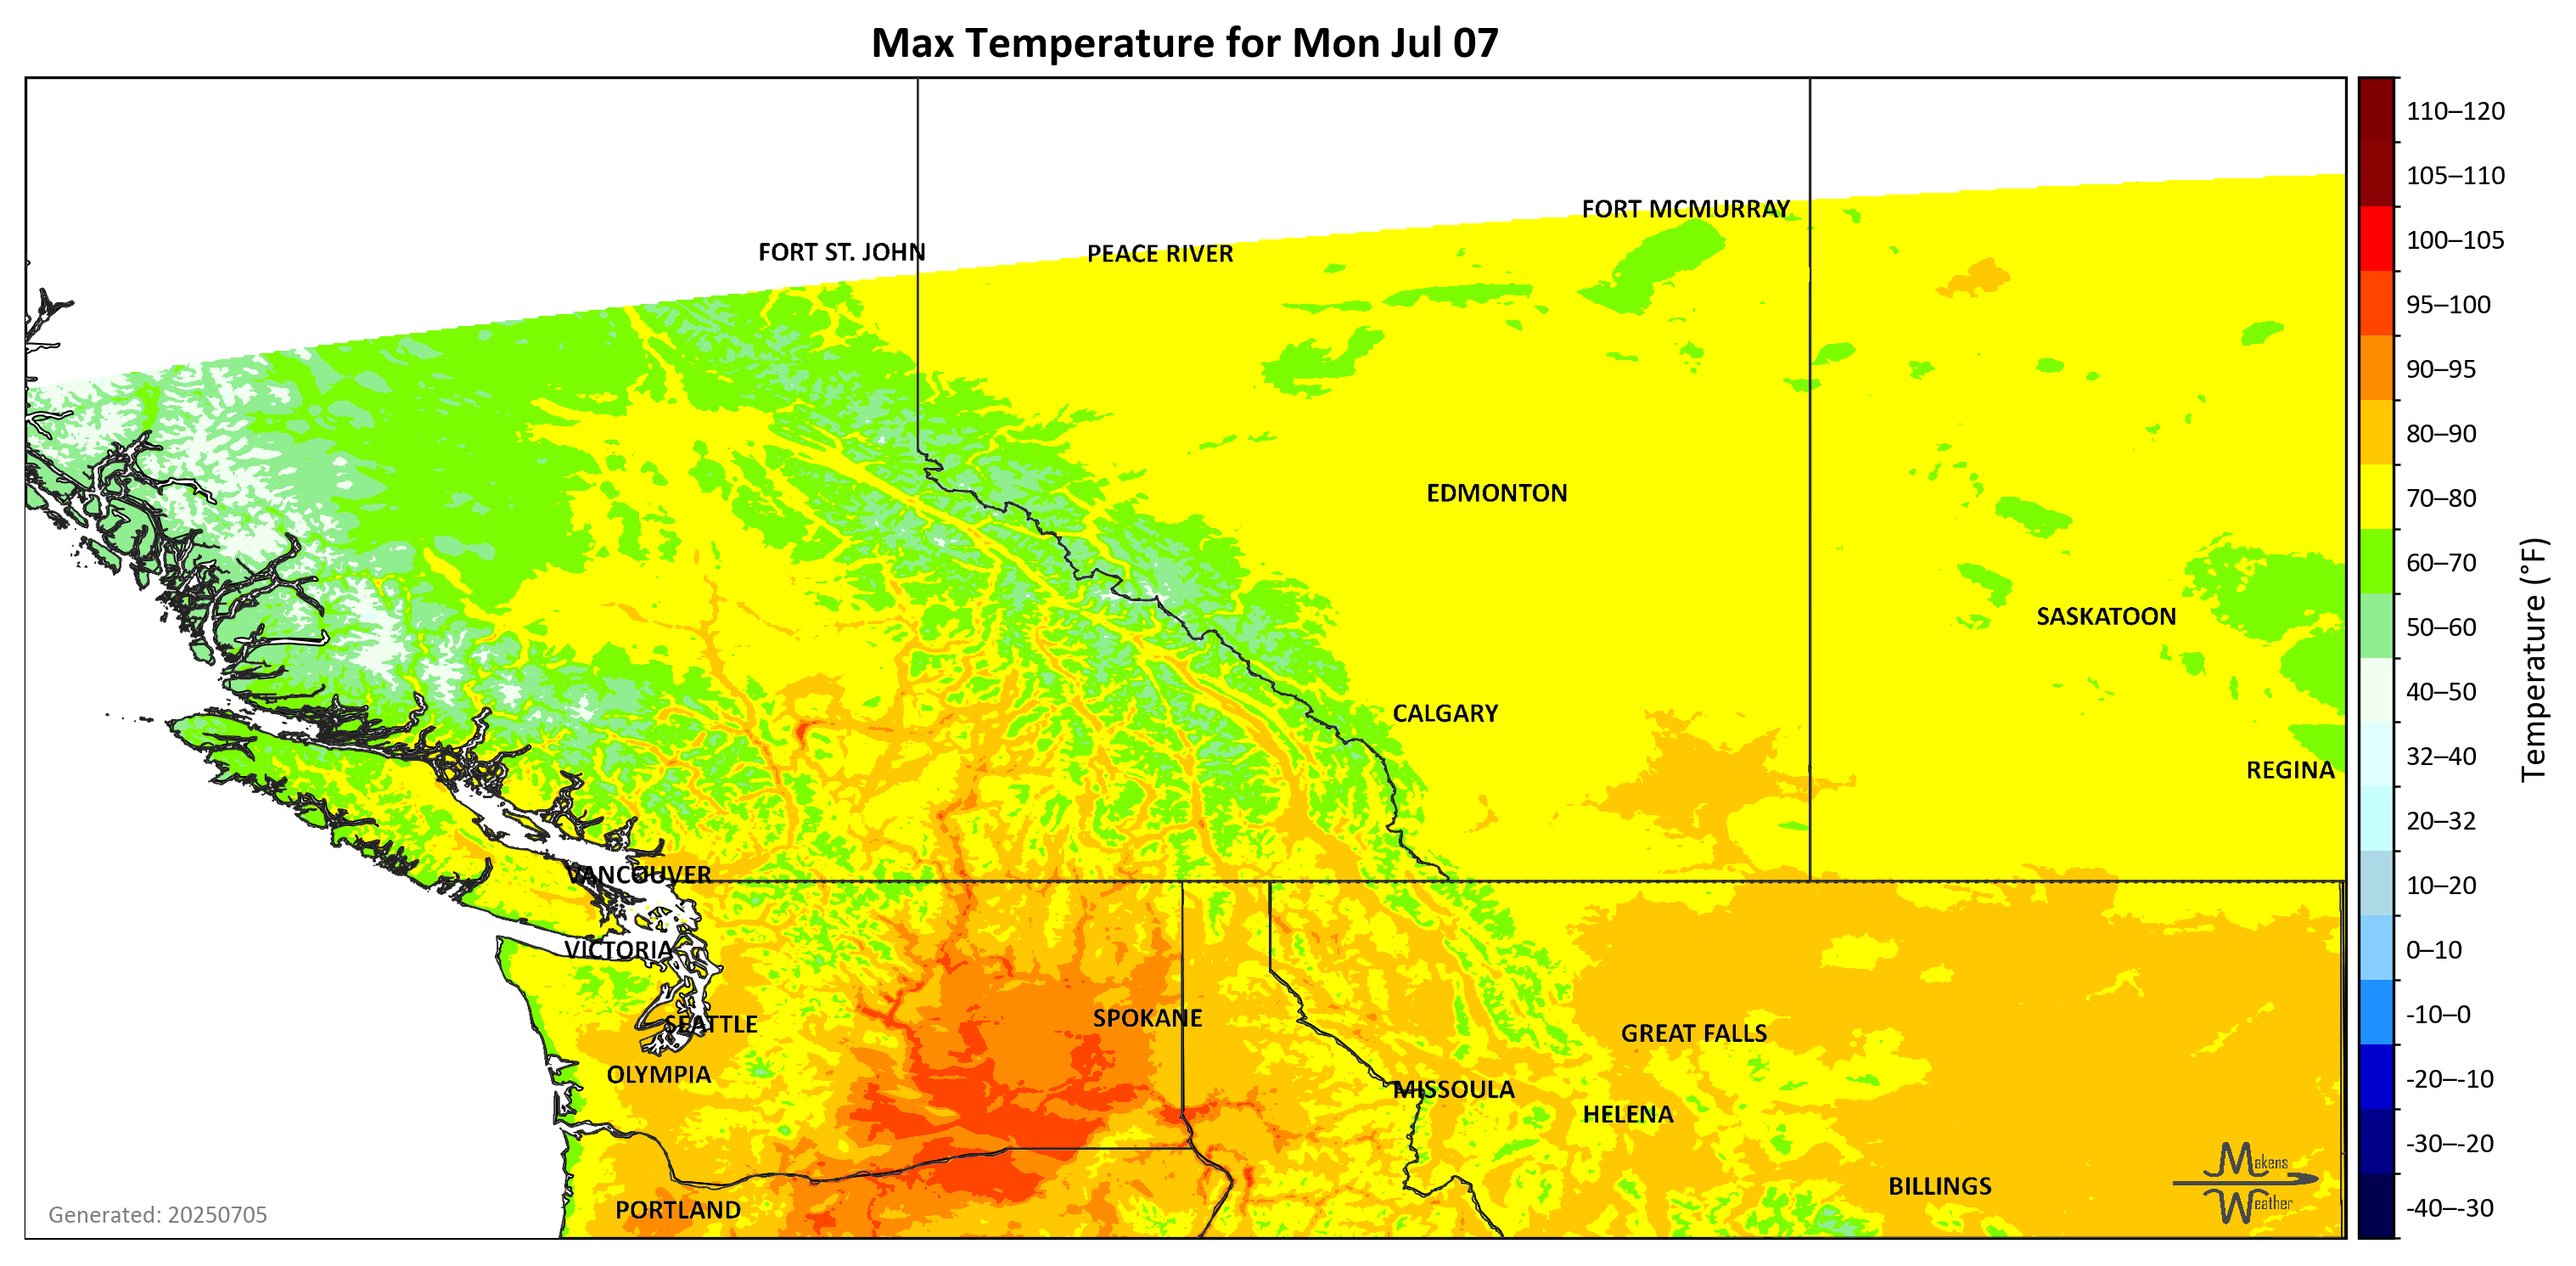 Max Temperature for Mon Jul 07
FORT MCMURRAY
FORT ST. JOHN
PEACE RIVER
EDMONTON
SASKATOON
CALGARY
REGINA
VANCOUVER
VICTORIA
SPOKANE
SEATTLE
GREAT FALLS
OLYMPIA
MISSOULA
HELENA
BILLINGS
PORTLAND
Makens
Weather
Generated: 20250705
110–120
105–110
100–105
95–100
90–95
80–90
70–80
60–70
50–60
40–50
32–40
20–32
10–20
0–10
-10–0
-20–-10
-30–-20
-40–-30
Temperature (°F)